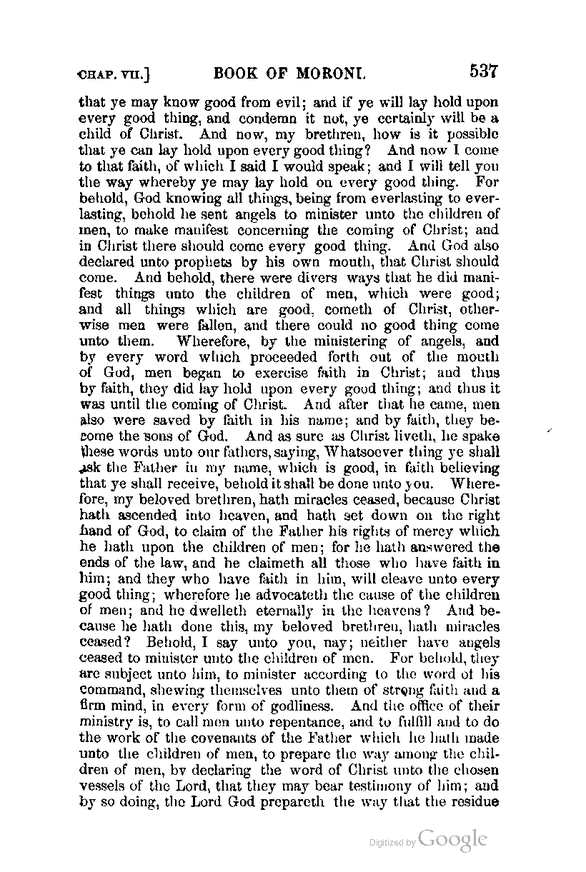 CHAP. VII.] BOOK OF MORONI. 537
that ye may know good from evil; and if ye will lay hold upon
every good thing, and condemn it not, ye certainly will be a
child of Christ. And now, my brethren, how is it possible
that ye can lay hold upon every good thing? And now I come
to that faith, of which I said I would speak; and I will tell you
the way whereby ye may lay hold on every good thing. For
behold, God knowing all things, being from everlasting to ever-
lasting, behold he sent angels to minister unto the children of
men, to make manifest concerning the coming of Christ; and
in Christ there should come every good thing. And God also
declared unto prophets by his own mouth, that Christ should
come. And behold, there were divers ways that he did mani-
fest things unto the children of men, which were good;
and all things which are good, cometh of Christ, other-
wise men were fallen, and there could no good thing come
unto them. Wherefore, by the ministering of angels, and
by every word which proceeded forth out of the mouth
of God, men began to exercise faith in Christ; and thus
by faith, they did lay hold upon every good thing; and thus it
was until the coming of Christ. And after that he came, men
also were saved by faith in his name; and by faith, they be-
come the sons of God. And as sure as Christ liveth, he spake
these words unto our fathers, saying, Whatsoever thing ye shall
ask the Father in my name, which is good, in faith believing
that ye shall receive, behold it shall be done unto you. Where-
fore, my beloved brethren, hath miracles ceased, because Christ
hath ascended into heaven, and hath set down on the right
hand of God, to claim of the Father his rights of mercy which
he hath upon the children of men; for he hath answered the
ends of the law, and he claimeth all those who have faith in
him; and they who have faith in him, will cleave unto every
good thing; wherefore he advocateth the cause of the children
of men; and he dwelleth eternally in the heavens? And be-
cause he hath done this, my beloved brethren, hath miracles
ceased? Behold, I say unto you, nay; neither have angels
ceased to minister unto the children of men. For behold, they
are subject unto him, to minister according to the word of his
command, shewing themselves unto them of strong faith and a
firm mind, in every form of godliness. And the office of their
ministry is, to call men unto repentance, and to fulfill and to do
the work of the covenants of the Father which he hath made
unto the children of men, to prepare the way among the chil-
dren of men, by declaring the word of Christ unto the chosen
vessels of the Lord, that they may bear testimony of him; and
by so doing, the Lord God prepareth the way that the residue
Digitized by Google